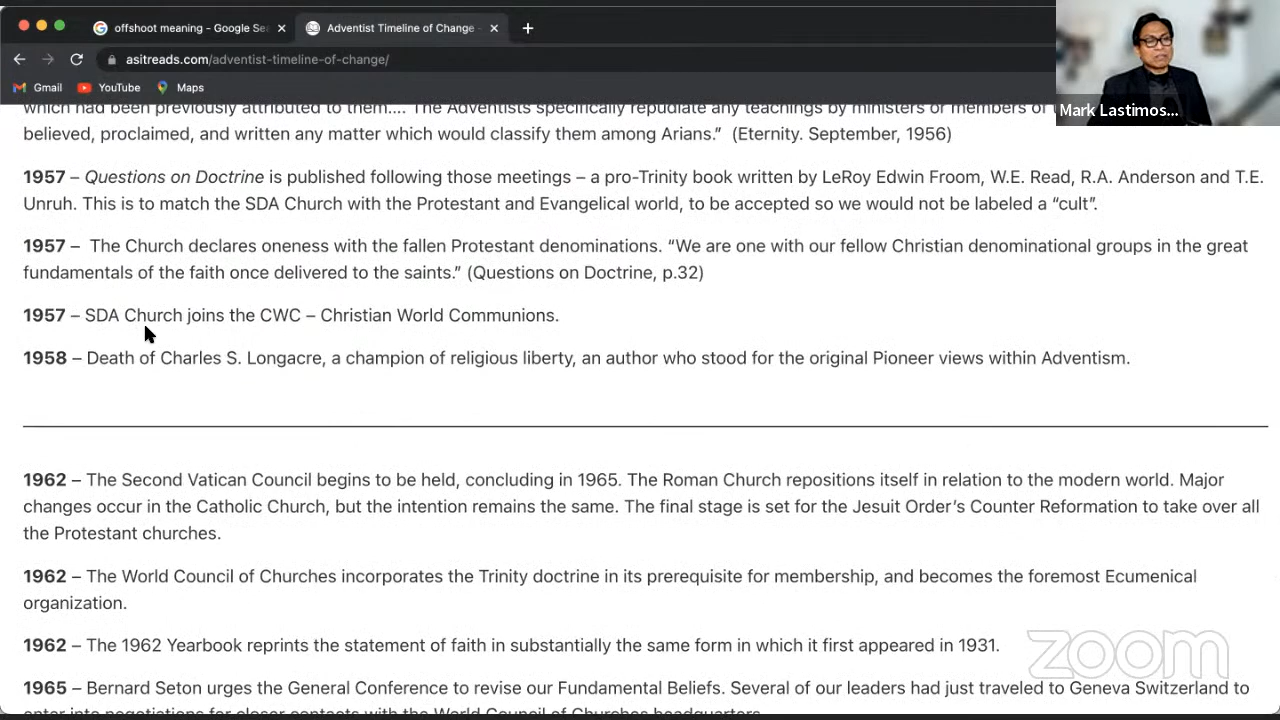 offshoot meaning - Google Se
Adventist Timeline of Change -
asitreads.com/adventist-timeline-of-change/
Gmail YouTube Maps
Mark Lastimos...
which had been previously attributed to them.... The Adventists specifically repudiate any teachings by ministers or members of
believed, proclaimed, and written any matter which would classify them among Arians.” (Eternity. September, 1956)
1957 – Questions on Doctrine is published following those meetings – a pro-Trinity book written by LeRoy Edwin Froom, W.E. Read, R.A. Anderson and T.E.
Unruh. This is to match the SDA Church with the Protestant and Evangelical world, to be accepted so we would not be labeled a “cult”.
1957 – The Church declares oneness with the fallen Protestant denominations. “We are one with our fellow Christian denominational groups in the great
fundamentals of the faith once delivered to the saints.” (Questions on Doctrine, p.32)
1957 – SDA Church joins the CWC – Christian World Communions.
1958 – Death of Charles S. Longacre, a champion of religious liberty, an author who stood for the original Pioneer views within Adventism.
1962 – The Second Vatican Council begins to be held, concluding in 1965. The Roman Church repositions itself in relation to the modern world. Major
changes occur in the Catholic Church, but the intention remains the same. The final stage is set for the Jesuit Order’s Counter Reformation to take over all
the Protestant churches.
1962 – The World Council of Churches incorporates the Trinity doctrine in its prerequisite for membership, and becomes the foremost Ecumenical
organization.
1962 – The 1962 Yearbook reprints the statement of faith in substantially the same form in which it first appeared in 1931.
zoom
1965 – Bernard Seton urges the General Conference to revise our Fundamental Beliefs. Several of our leaders had just traveled to Geneva Switzerland to
enter into negotiations for closer contacts with the World Council of Churches headquarters.